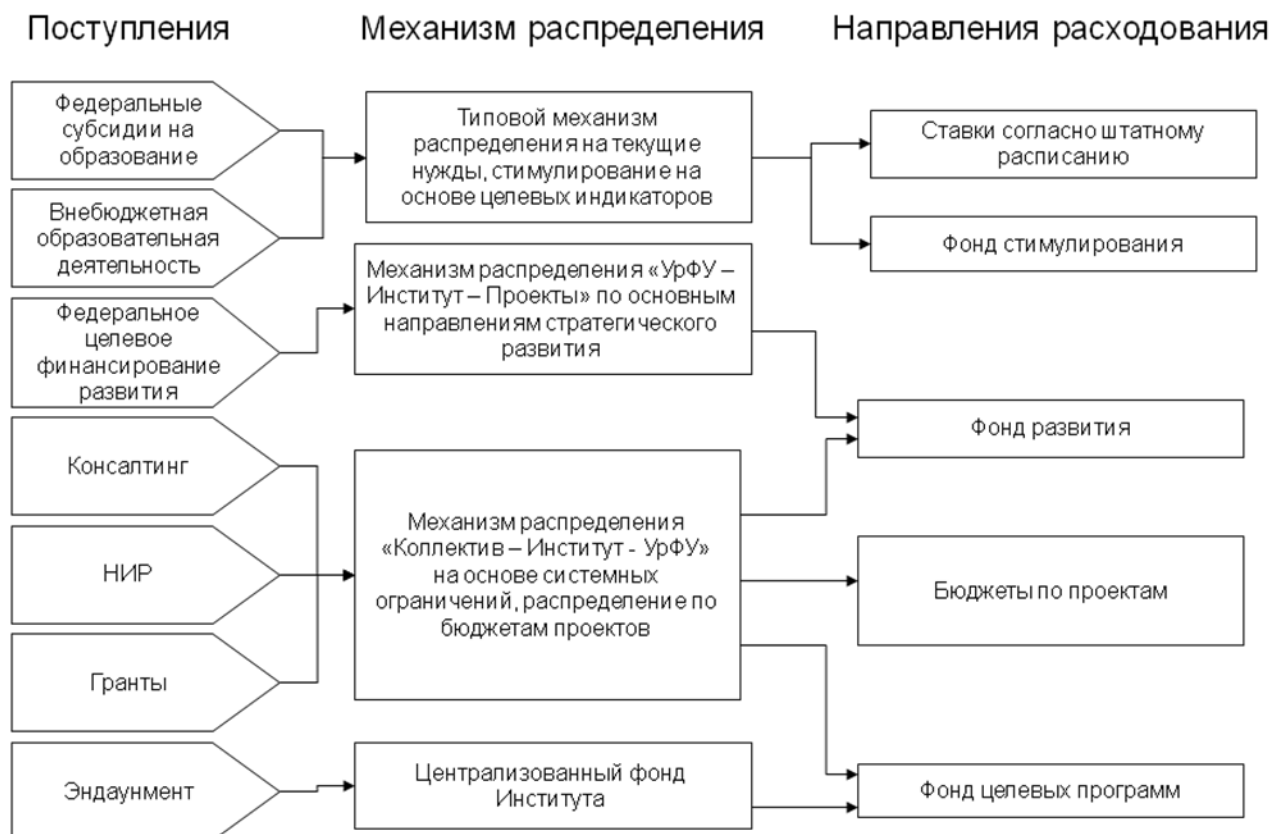 Поступления
Механизм распределения
Направления расходования
Федеральные
субсидии на
образование
Внебюджетная
образовательная
деятельность
Федеральное
целевое
финансирование
развития
Консалтинг
НИР
Гранты
Эндаунмент
Типовой механизм
распределения на текущие
нужды, стимулирование на
основе целевых индикаторов
Механизм распределения «УрФУ –
Институт – Проекты» по основным
направлениям стратегического
развития
Механизм распределения
«Коллектив – Институт - УрФУ»
на основе системных
ограничений, распределение по
бюджетам проектов
Централизованный фонд
Института
Ставки согласно штатному
расписанию
Фонд стимулирования
Фонд развития
Бюджеты по проектам
Фонд целевых программ